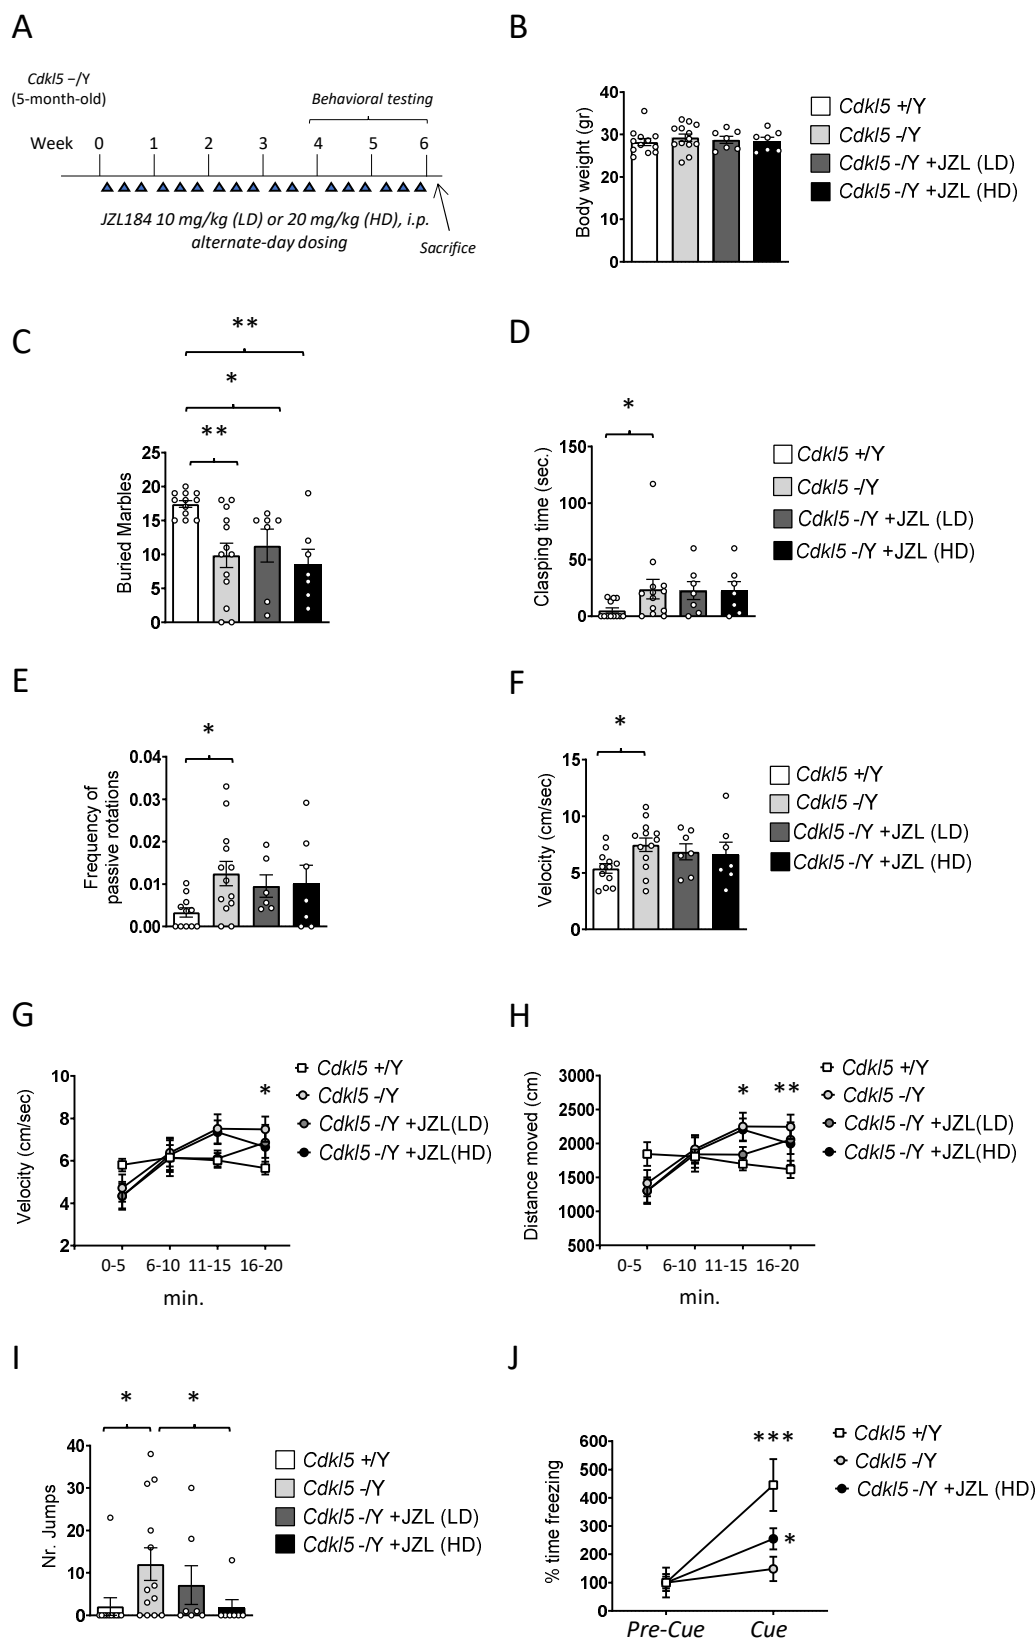 A
Cdkl5 –/Y
(5-month-old)
Behavioral testing
Week 0 1 2 3 4 5 6
JZL184 10 mg/kg (LD) or 20 mg/kg (HD), i.p.
alternate-day dosing
Sacrifice
B
Body weight (gr)
40
30
20
10
0
Cdkl5 +/Y
Cdkl5 -/Y
Cdkl5 -/Y +JZL (LD)
Cdkl5 -/Y +JZL (HD)
C
**
*
**
Buried Marbles
25
20
15
10
5
0
D
*
Clasping time (sec.)
150
100
50
0
Cdkl5 +/Y
Cdkl5 -/Y
Cdkl5 -/Y +JZL (LD)
Cdkl5 -/Y +JZL (HD)
E
*
Frequency of
passive rotations
0.04
0.03
0.02
0.01
0.00
F
*
Velocity (cm/sec)
15
10
5
0
Cdkl5 +/Y
Cdkl5 -/Y
Cdkl5 -/Y +JZL (LD)
Cdkl5 -/Y +JZL (HD)
G
Velocity (cm/sec)
10
8
6
4
2
*
0-5 6-10 11-15 16-20
min.
Cdkl5 +/Y
Cdkl5 -/Y
Cdkl5 -/Y +JZL(LD)
Cdkl5 -/Y +JZL(HD)
H
Distance moved (cm)
3000
2500
2000
1500
1000
500
* **
0-5 6-10 11-15 16-20
min.
Cdkl5 +/Y
Cdkl5 -/Y
Cdkl5 -/Y +JZL(LD)
Cdkl5 -/Y +JZL(HD)
I
* *
Nr. Jumps
40
30
20
10
0
Cdkl5 +/Y
Cdkl5 -/Y
Cdkl5 -/Y +JZL (LD)
Cdkl5 -/Y +JZL (HD)
J
% time freezing
600
500
400
300
200
100
0
***
*
Pre-Cue Cue
Cdkl5 +/Y
Cdkl5 -/Y
Cdkl5 -/Y +JZL (HD)